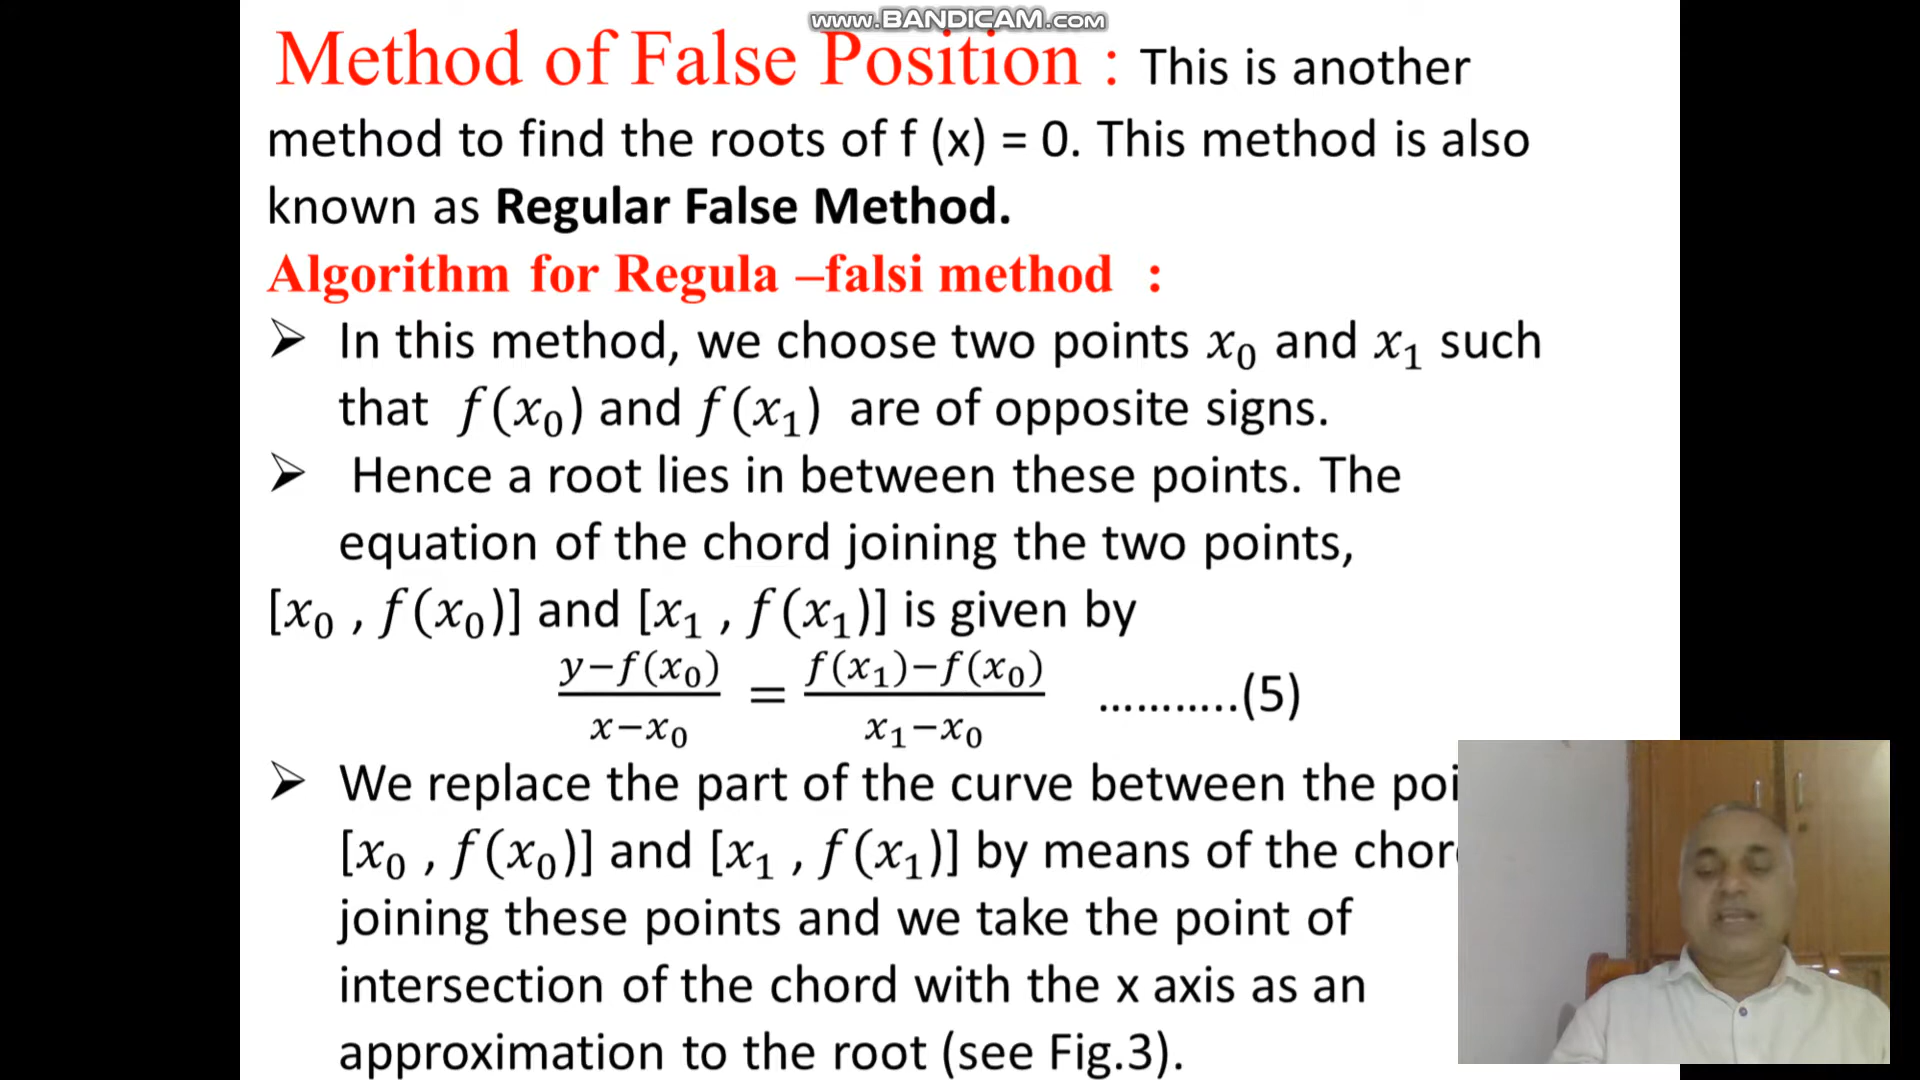 www.BANDICAM.com
Method of False Position : This is another
method to find the roots of f (x) = 0. This method is also
known as Regular False Method.
Algorithm for Regula –falsi method :
➢ In this method, we choose two points x₀ and x₁ such
that f(x₀) and f(x₁) are of opposite signs.
➢ Hence a root lies in between these points. The
equation of the chord joining the two points,
[x₀ , f(x₀)] and [x₁ , f(x₁)] is given by
y−f(x₀) / x−x₀ = f(x₁)−f(x₀) / x₁−x₀ ………..(5)
➢ We replace the part of the curve between the poi
[x₀ , f(x₀)] and [x₁ , f(x₁)] by means of the chor
joining these points and we take the point of
intersection of the chord with the x axis as an
approximation to the root (see Fig.3).